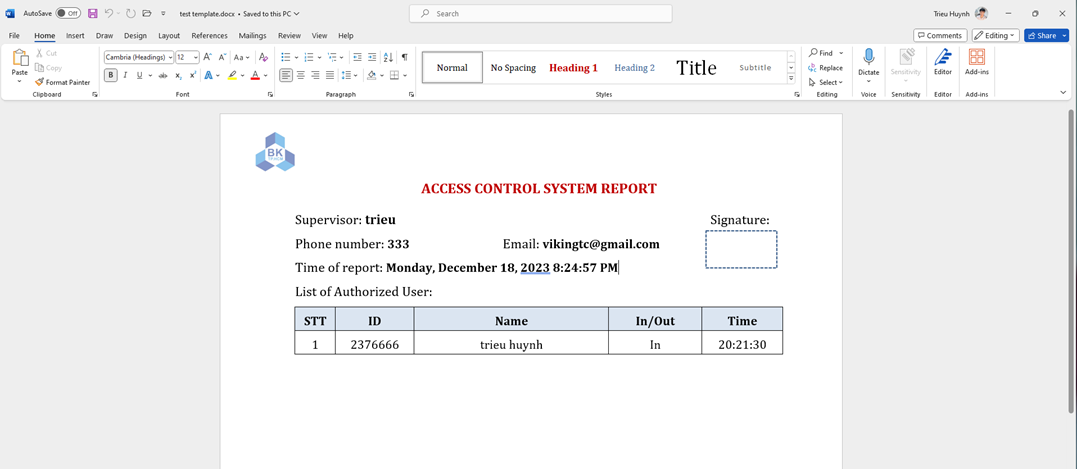 AutoSave Off test template.docx • Saved to this PC Search Trieu Huynh
File Home Insert Draw Design Layout References Mailings Review View Help Comments Editing Share
Paste Cut Copy Format Painter Cambria (Headings) 12 Normal No Spacing Heading 1 Heading 2 Title Subtitle Find Replace Select Dictate Sensitivity Editor Add-ins
Clipboard Font Paragraph Styles Editing Voice Sensitivity Editor Add-ins
BK
ACCESS CONTROL SYSTEM REPORT
Supervisor: trieu Signature:
Phone number: 333 Email: vikingtc@gmail.com
Time of report: Monday, December 18, 2023 8:24:57 PM
List of Authorized User:
STT ID Name In/Out Time
1 2376666 trieu huynh In 20:21:30